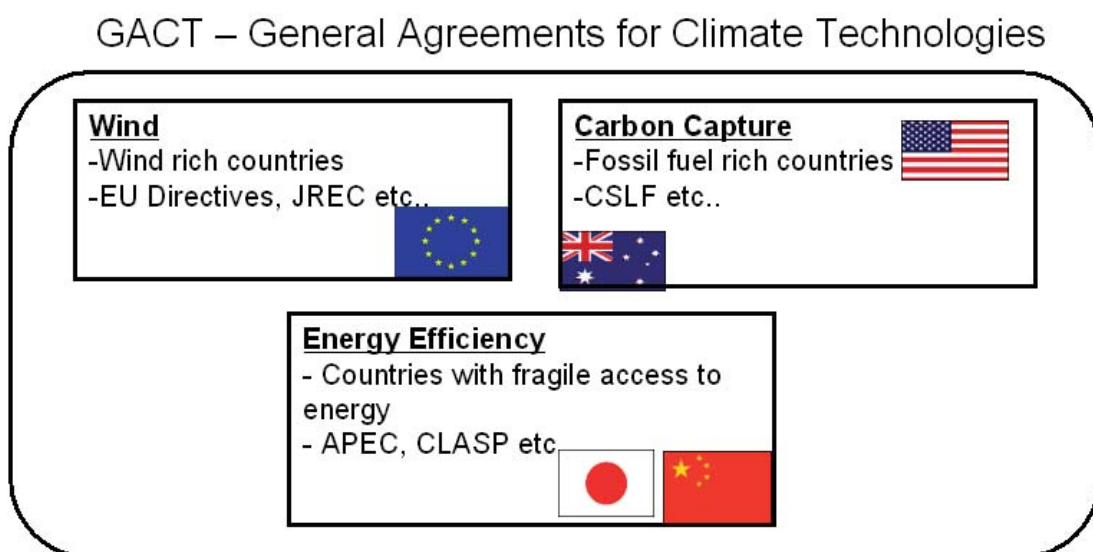 GACT – General Agreements for Climate Technologies
Wind
-Wind rich countries
-EU Directives, JREC etc..
Carbon Capture
-Fossil fuel rich countries
-CSLF etc..
Energy Efficiency
- Countries with fragile access to
energy
- APEC, CLASP etc